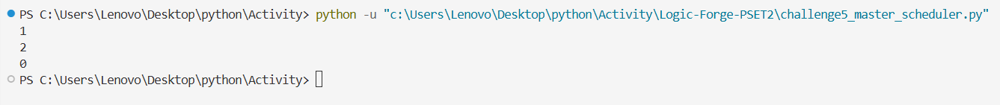 PS C:\Users\Lenovo\Desktop\python\Activity> python -u "c:\Users\Lenovo\Desktop\python\Activity\Logic-Forge-PSET2\challenge5_master_scheduler.py"
1
2
0
PS C:\Users\Lenovo\Desktop\python\Activity>